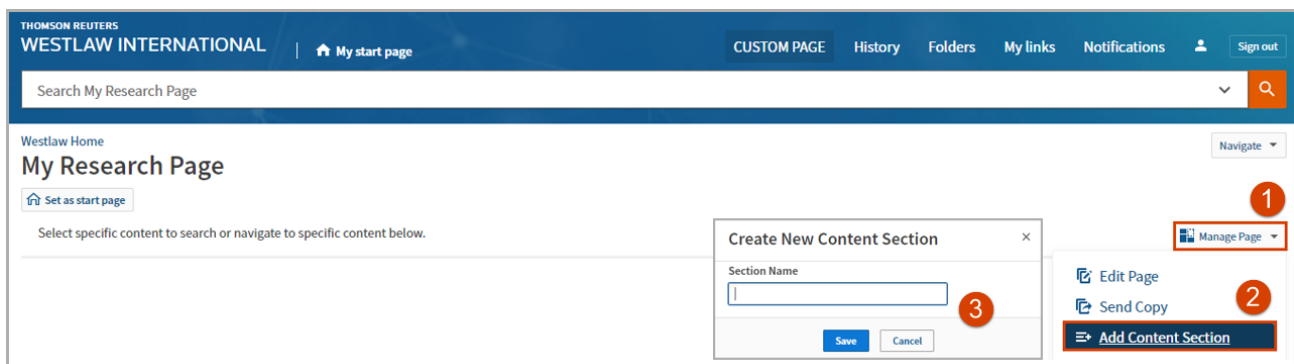 THOMSON REUTERS
WESTLAW INTERNATIONAL | My start page CUSTOM PAGE History Folders My links Notifications Sign out
Search My Research Page
Westlaw Home
My Research Page
Navigate
Set as start page
1
Select specific content to search or navigate to specific content below.
Manage Page
Create New Content Section ×
Section Name
3
Save Cancel
Edit Page
Send Copy
2
Add Content Section